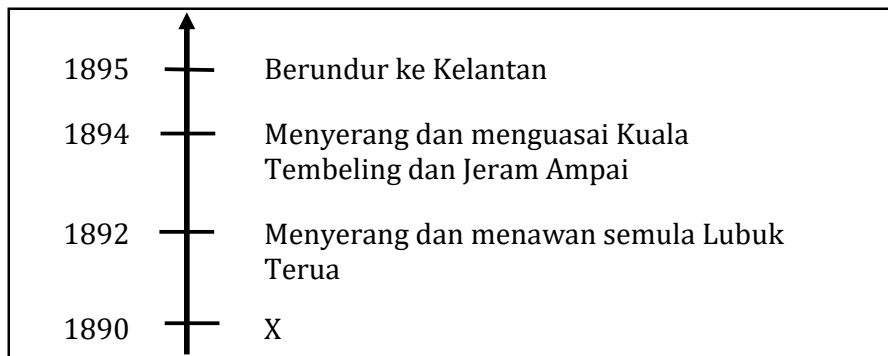 1895 Berundur ke Kelantan
1894 Menyerang dan menguasai Kuala
Tembeling dan Jeram Ampai
1892 Menyerang dan menawan semula Lubuk
Terua
1890 X